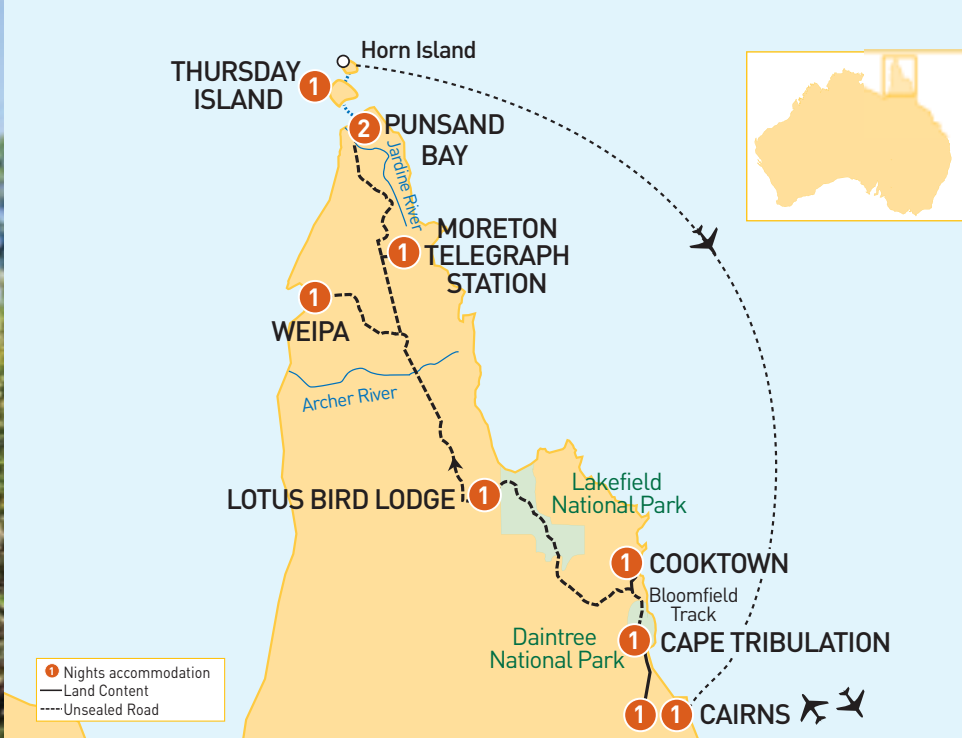 Horn Island
THURSDAY
ISLAND
1
2
PUNSAND
BAY
Jardine River
MORETON
1
TELEGRAPH
STATION
1
WEIPA
Archer River
LOTUS BIRD LODGE
1
Lakefield
National Park
1
COOKTOWN
Bloomfield
Track
Daintree
National Park
1
CAPE TRIBULATION
1
1
CAIRNS
1 Nights accommodation
Land Content
Unsealed Road